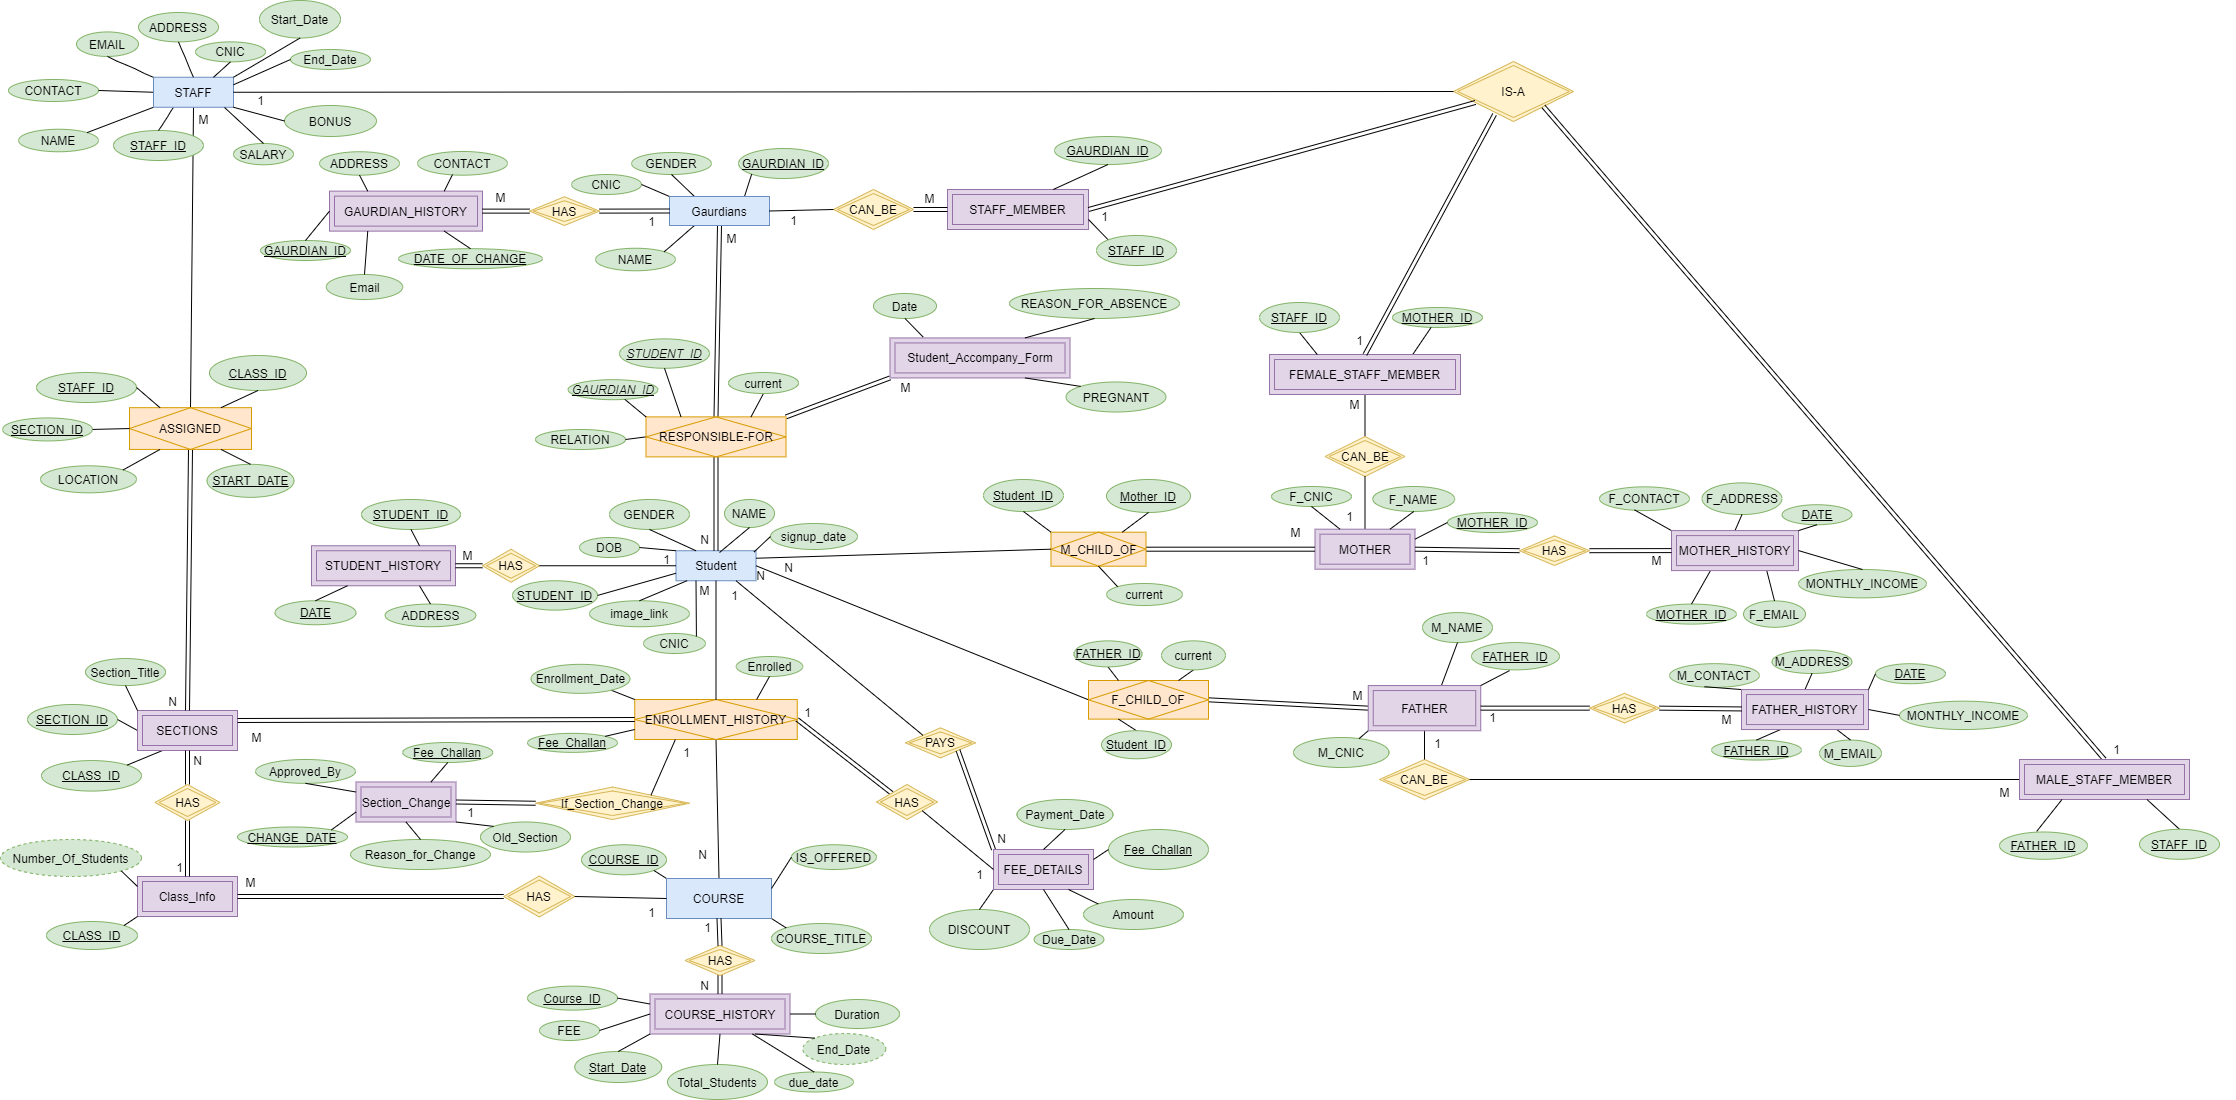 Start_Date
ADDRESS
EMAIL
CNIC
End_Date
CONTACT
STAFF
1
M
IS-A
BONUS
NAME
STAFF_ID
SALARY
ADDRESS
CONTACT
GENDER
GAURDIAN_ID
GAURDIAN_ID
CNIC
GAURDIAN_HISTORY
M
HAS
1
Gaurdians
1
CAN_BE
M
STAFF_MEMBER
1
M
GAURDIAN_ID
DATE_OF_CHANGE
NAME
STAFF_ID
Email
Date
REASON_FOR_ABSENCE
STAFF_ID
MOTHER_ID
1
STUDENT_ID
Student_Accompany_Form
FEMALE_STAFF_MEMBER
STAFF_ID
CLASS_ID
GAURDIAN_ID
current
M
PREGNANT
M
SECTION_ID
ASSIGNED
RELATION
RESPONSIBLE-FOR
CAN_BE
LOCATION
START_DATE
Student_ID
Mother_ID
F_CNIC
F_NAME
F_CONTACT
F_ADDRESS
STUDENT_ID
GENDER
NAME
1
MOTHER_ID
DATE
DOB
N
signup_date
M
STUDENT_HISTORY
M
HAS
1
Student
N
N
M_CHILD_OF
MOTHER
1
HAS
M
MOTHER_HISTORY
MONTHLY_INCOME
DATE
ADDRESS
STUDENT_ID
M
1
image_link
current
MOTHER_ID
F_EMAIL
CNIC
M_NAME
Section_Title
Enrollment_Date
Enrolled
FATHER_ID
current
FATHER_ID
M_CONTACT
M_ADDRESS
DATE
N
M
SECTION_ID
SECTIONS
M
ENROLLMENT_HISTORY
1
F_CHILD_OF
FATHER
1
HAS
M
FATHER_HISTORY
MONTHLY_INCOME
Fee_Challan
Student_ID
M_CNIC
1
FATHER_ID
M_EMAIL
1
CLASS_ID
N
Approved_By
Fee_Challan
1
PAYS
CAN_BE
M
MALE_STAFF_MEMBER
HAS
Section_Change
1
If_Section_Change
HAS
Payment_Date
CHANGE_DATE
Reason_for_Change
Old_Section
N
Fee_Challan
FATHER_ID
STAFF_ID
Number_Of_Students
1
COURSE_ID
N
IS_OFFERED
1
FEE_DETAILS
Class_Info
M
HAS
1
COURSE
1
CLASS_ID
COURSE_TITLE
DISCOUNT
Due_Date
Amount
HAS
N
Course_ID
FEE
COURSE_HISTORY
Duration
Start_Date
Total_Students
End_Date
due_date